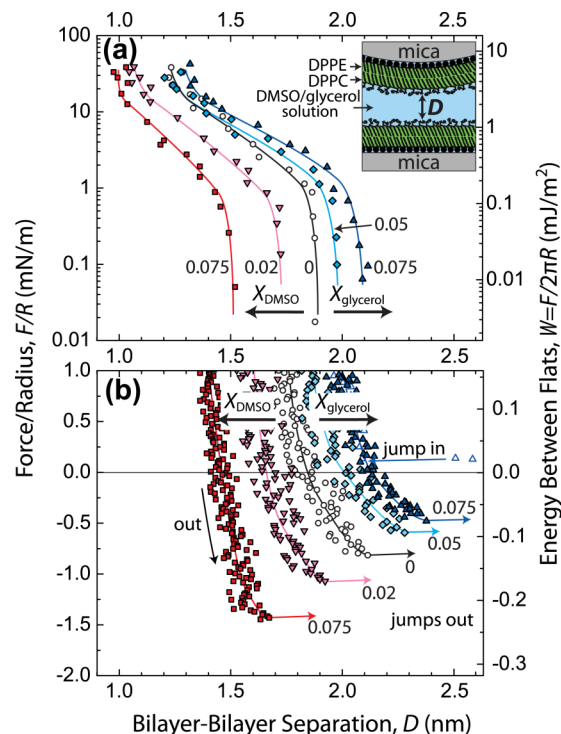 1.0 1.5 2.0 2.5
100
10
1
0.1
0.01
(a)
mica
DPPE
DPPC
DMSO/glycerol
solution
D
mica
10
1
0.1
0.01
0.075
0.02
0
0.05
0.075
X_DMSO
X_glycerol
Force/Radius, F/R (mN/m)
Energy Between Flats, W=F/2πR (mJ/m²)
(b)
1.0
0.5
0.0
-0.5
-1.0
-1.5
-2.0
X_DMSO
X_glycerol
jump in
out
0.075
0.05
0
0.02
0.075
jumps out
0.1
0.0
-0.1
-0.2
-0.3
1.0 1.5 2.0 2.5
Bilayer-Bilayer Separation, D (nm)